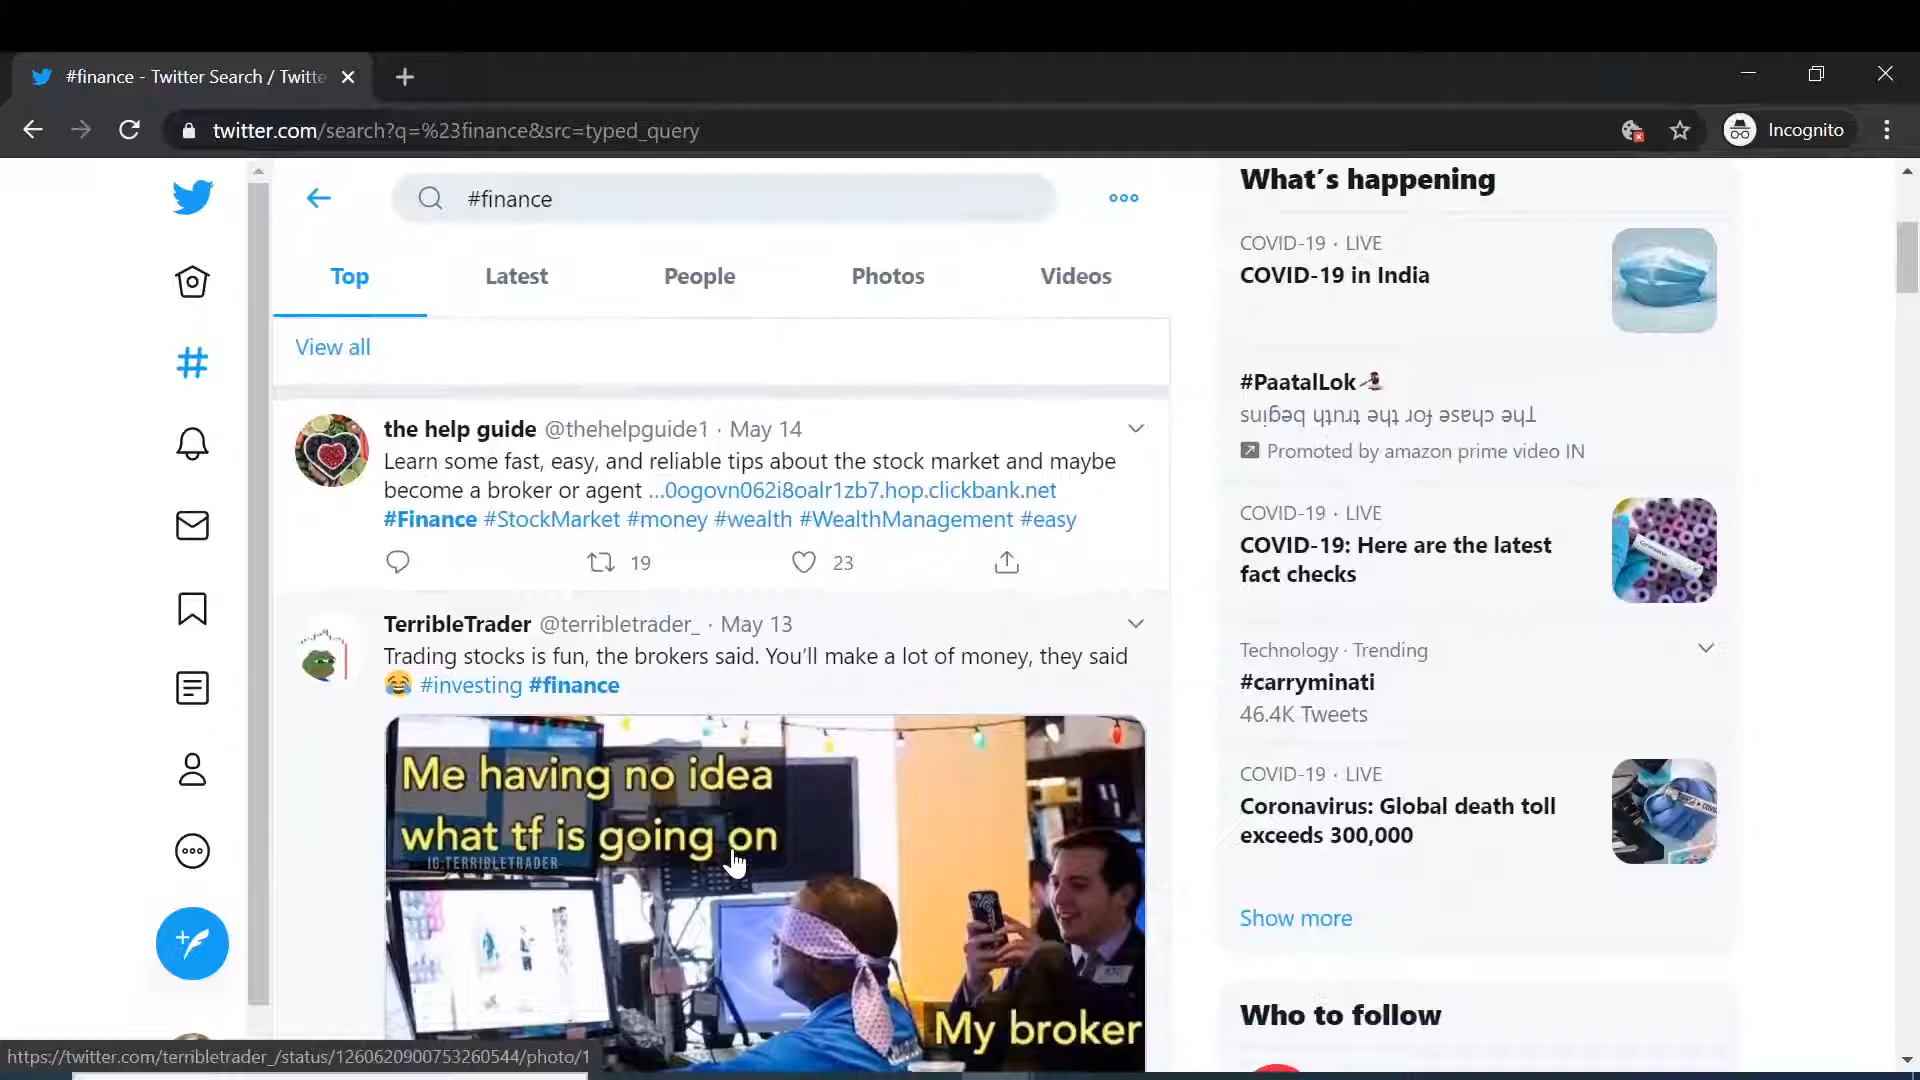 #finance - Twitter Search / Twitte
twitter.com/search?q=%23finance&src=typed_query
Incognito
#finance
Top
Latest
People
Photos
Videos
View all
the help guide @thehelpguide1 · May 14
Learn some fast, easy, and reliable tips about the stock market and maybe
become a broker or agent ...0ogovn062i8oalr1zb7.hop.clickbank.net
#Finance #StockMarket #money #wealth #WealthManagement #easy
19
23
TerribleTrader @terribletrader_ · May 13
Trading stocks is fun, the brokers said. You'll make a lot of money, they said
😂 #investing #finance
Me having no idea
what tf is going on
IG:TERRIBLETRADER
My broker
What's happening
COVID-19 · LIVE
COVID-19 in India
#PaatalLok
suiƃǝq ɥʇnɹʇ ǝɥʇ ɹoɟ ǝsɐɥɔ ǝɥꓕ
Promoted by amazon prime video IN
COVID-19 · LIVE
COVID-19: Here are the latest
fact checks
Technology · Trending
#carryminati
46.4K Tweets
COVID-19 · LIVE
Coronavirus: Global death toll
exceeds 300,000
Show more
Who to follow
https://twitter.com/terribletrader_/status/1260620900753260544/photo/1